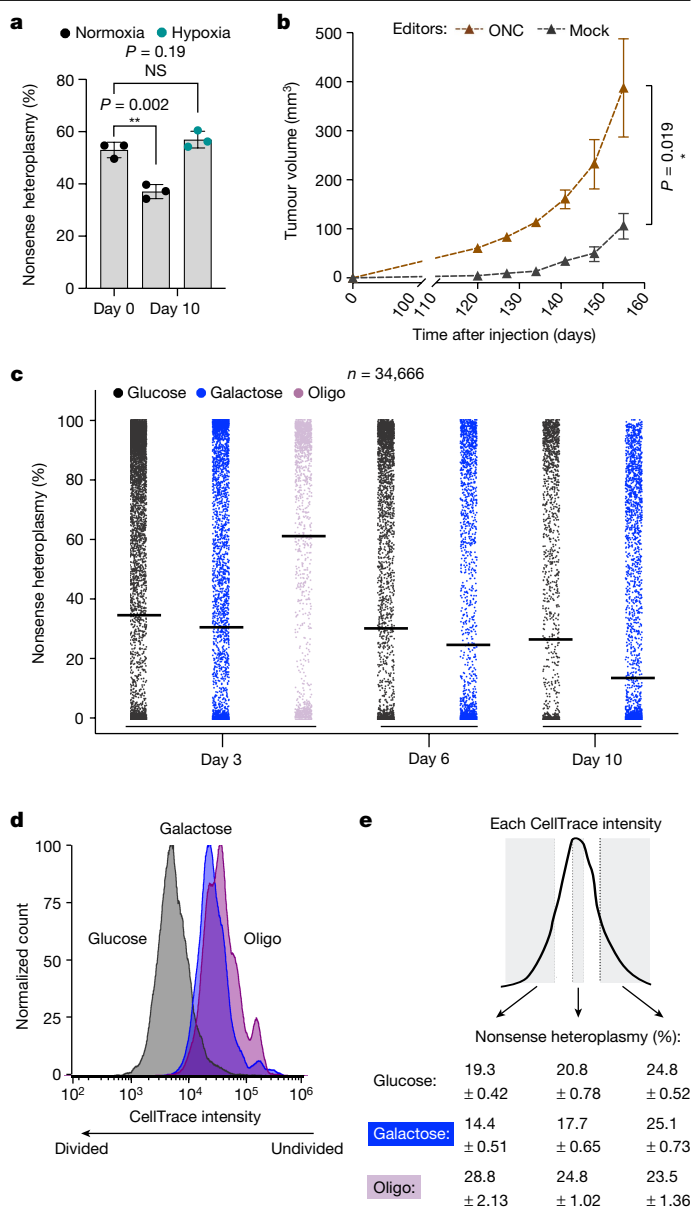 a
Normoxia Hypoxia
P = 0.19
NS
P = 0.002
**
Nonsense heteroplasmy (%)
80
60
40
20
0
Day 0 Day 10
b
Editors: ONC Mock
Tumour volume (mm³)
500
400
300
200
100
0
P = 0.019
*
0 100 110 120 130 140 150 160
Time after injection (days)
c
n = 34,666
Glucose Galactose Oligo
Nonsense heteroplasmy (%)
100
80
60
40
20
0
Day 3 Day 6 Day 10
d
Galactose
Glucose
Oligo
Normalized count
100
75
50
25
0
10² 10³ 10⁴ 10⁵ 10⁶
CellTrace intensity
Divided Undivided
e
Each CellTrace intensity
Nonsense heteroplasmy (%):
Glucose: 19.3 20.8 24.8
± 0.42 ± 0.78 ± 0.52
Galactose: 14.4 17.7 25.1
± 0.51 ± 0.65 ± 0.73
Oligo: 28.8 24.8 23.5
± 2.13 ± 1.02 ± 1.36